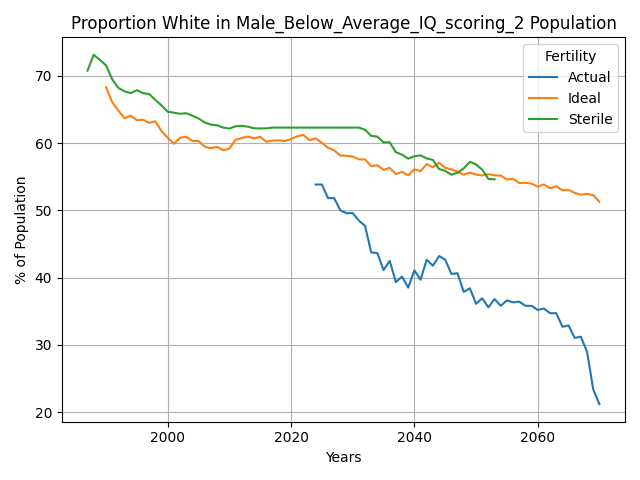 Proportion White in Male_Below_Average_IQ_scoring_2 Population
Fertility
Actual
Ideal
Sterile
% of Population
70
60
50
40
30
20
2000
2020
2040
2060
Years